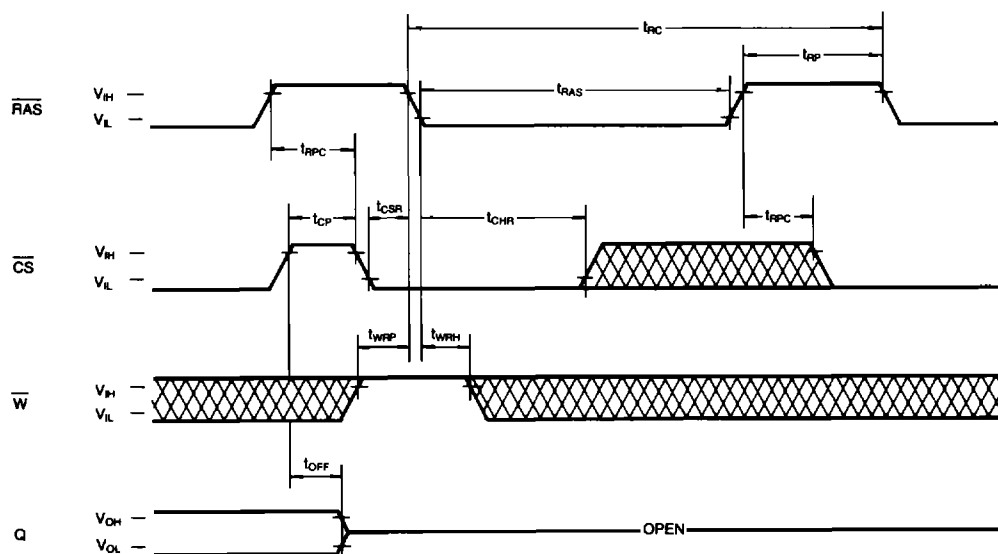 tRC
tRP
RAS
VIH
VIL
tRAS
tRPC
tCP
tCSR
tCHR
tRPC
CS
VIH
VIL
tWRP
tWRH
W
VIH
VIL
tOFF
Q
VOH
VOL
OPEN